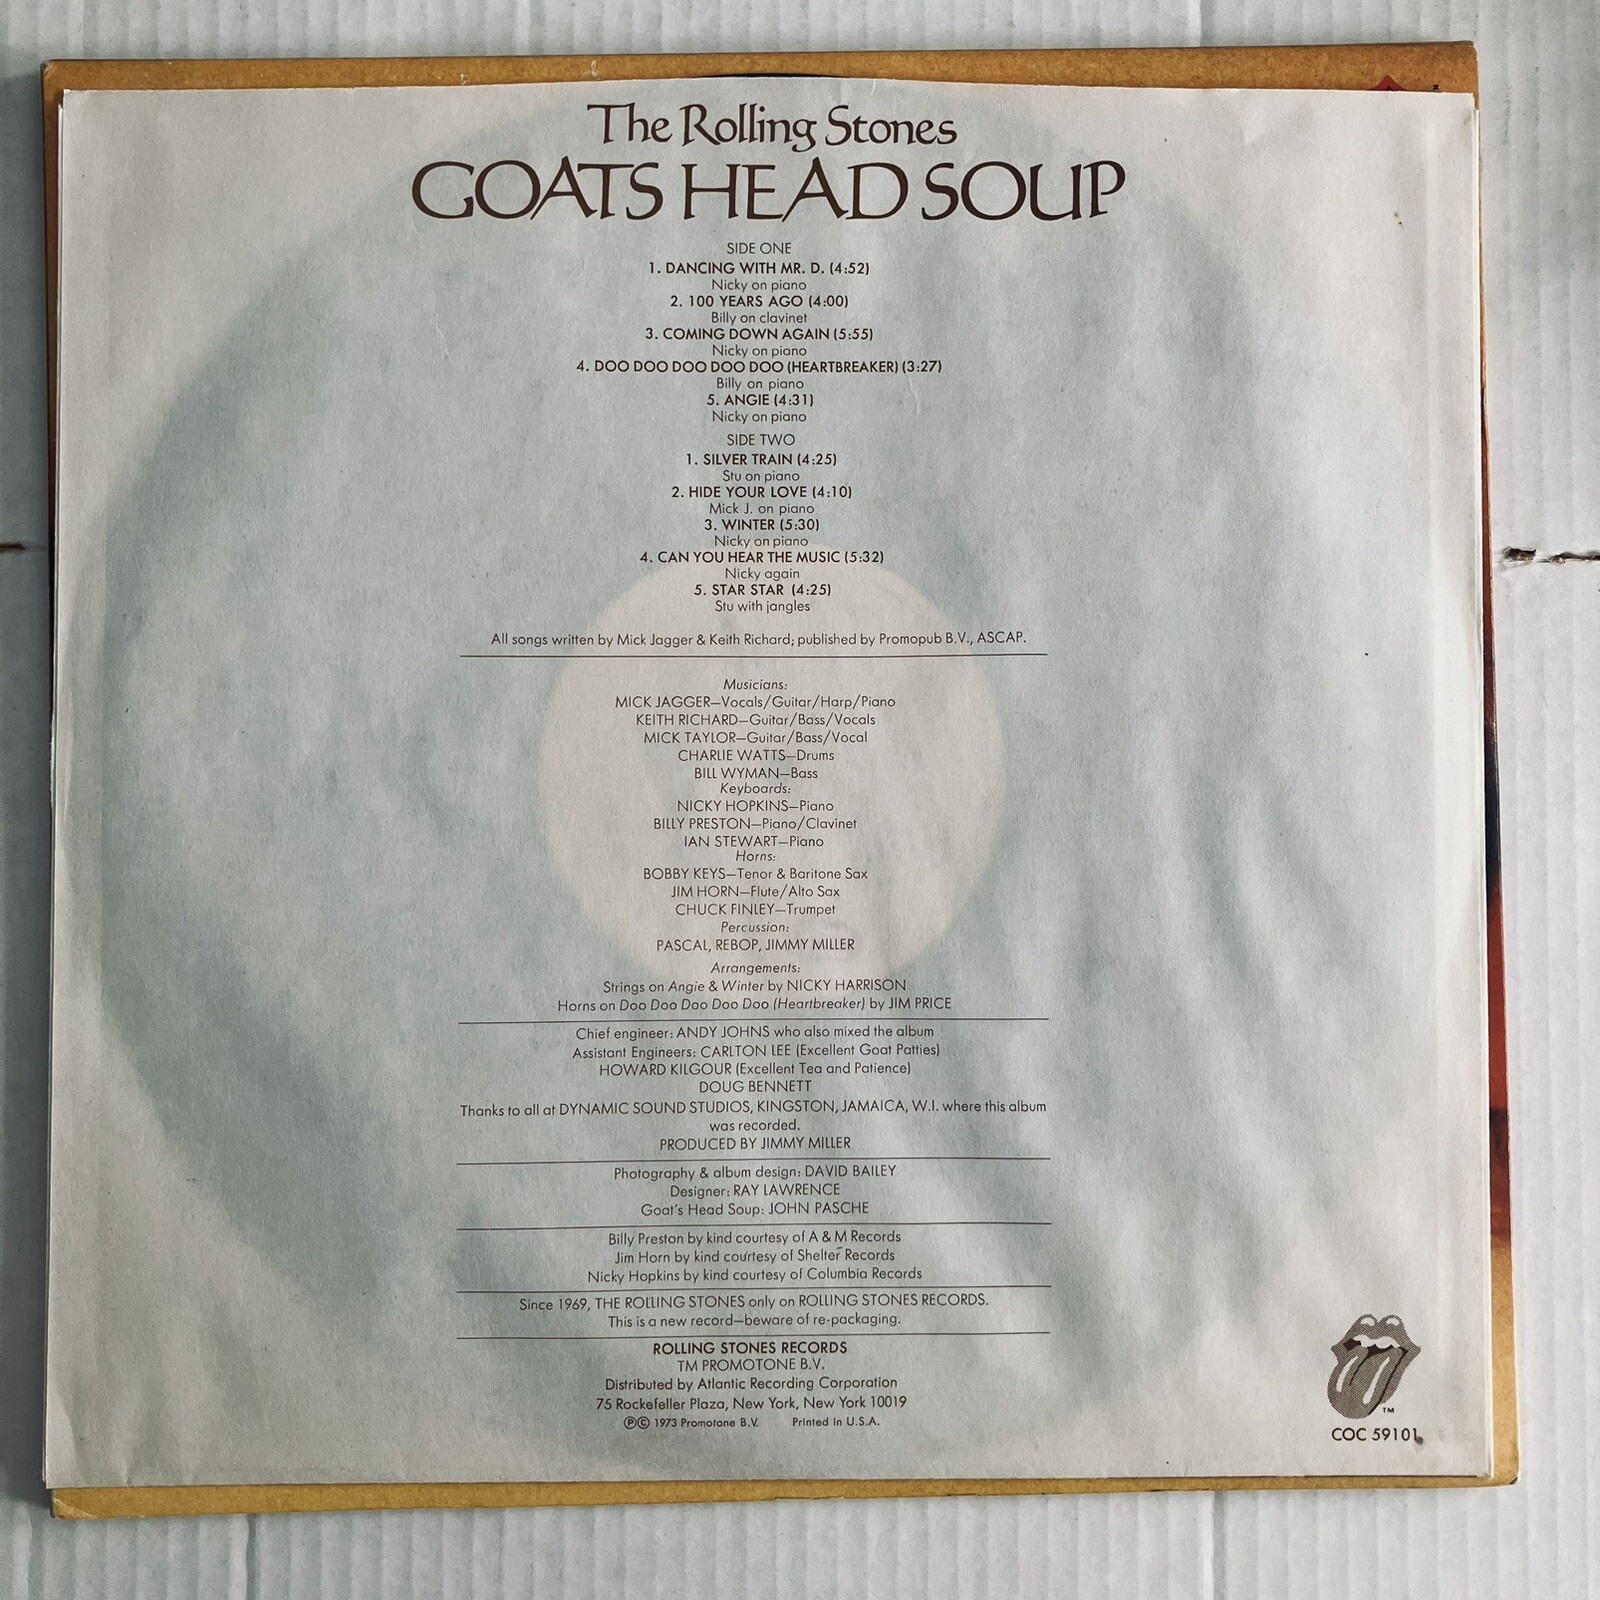 The Rolling Stones
GOATS HEAD SOUP
SIDE ONE
1. DANCING WITH MR. D. (4:52)
Nicky on piano
2. 100 YEARS AGO (4:00)
Billy on clavinet
3. COMING DOWN AGAIN (5:55)
Nicky on piano
4. DOO DOO DOO DOO DOO (HEARTBREAKER) (3:27)
Billy on piano
5. ANGIE (4:31)
Nicky on piano
SIDE TWO
1. SILVER TRAIN (4:25)
Stu on piano
2. HIDE YOUR LOVE (4:10)
Mick J. on piano
3. WINTER (5:30)
Nicky on piano
4. CAN YOU HEAR THE MUSIC (5:32)
Nicky again
5. STAR STAR (4:25)
Stu with jangles
All songs written by Mick Jagger & Keith Richard; published by Promopub B.V., ASCAP.
Musicians:
MICK JAGGER—Vocals/Guitar/Harp/Piano
KEITH RICHARD—Guitar/Bass/Vocals
MICK TAYLOR—Guitar/Bass/Vocal
CHARLIE WATTS—Drums
BILL WYMAN—Bass
Keyboards:
NICKY HOPKINS—Piano
BILLY PRESTON—Piano/Clavinet
IAN STEWART—Piano
Horns:
BOBBY KEYS—Tenor & Baritone Sax
JIM HORN—Flute/Alto Sax
CHUCK FINLEY—Trumpet
Percussion:
PASCAL, REBOP, JIMMY MILLER
Arrangements:
Strings on Angie & Winter by NICKY HARRISON
Horns on Doo Doo Doo Doo Doo (Heartbreaker) by JIM PRICE
Chief engineer: ANDY JOHNS who also mixed the album
Assistant Engineers: CARLTON LEE (Excellent Goat Patties)
HOWARD KILGOUR (Excellent Tea and Patience)
DOUG BENNETT
Thanks to all at DYNAMIC SOUND STUDIOS, KINGSTON, JAMAICA, W.I. where this album
was recorded.
PRODUCED BY JIMMY MILLER
Photography & album design: DAVID BAILEY
Designer: RAY LAWRENCE
Goat's Head Soup: JOHN PASCHE
Billy Preston by kind courtesy of A & M Records
Jim Horn by kind courtesy of Shelter Records
Nicky Hopkins by kind courtesy of Columbia Records
Since 1969, THE ROLLING STONES only on ROLLING STONES RECORDS.
This is a new record—beware of re-packaging.
ROLLING STONES RECORDS
TM PROMOTONE B.V.
Distributed by Atlantic Recording Corporation
75 Rockefeller Plaza, New York, New York 10019
℗© 1973 Promotone B.V. Printed in U.S.A.
TM
COC 59101